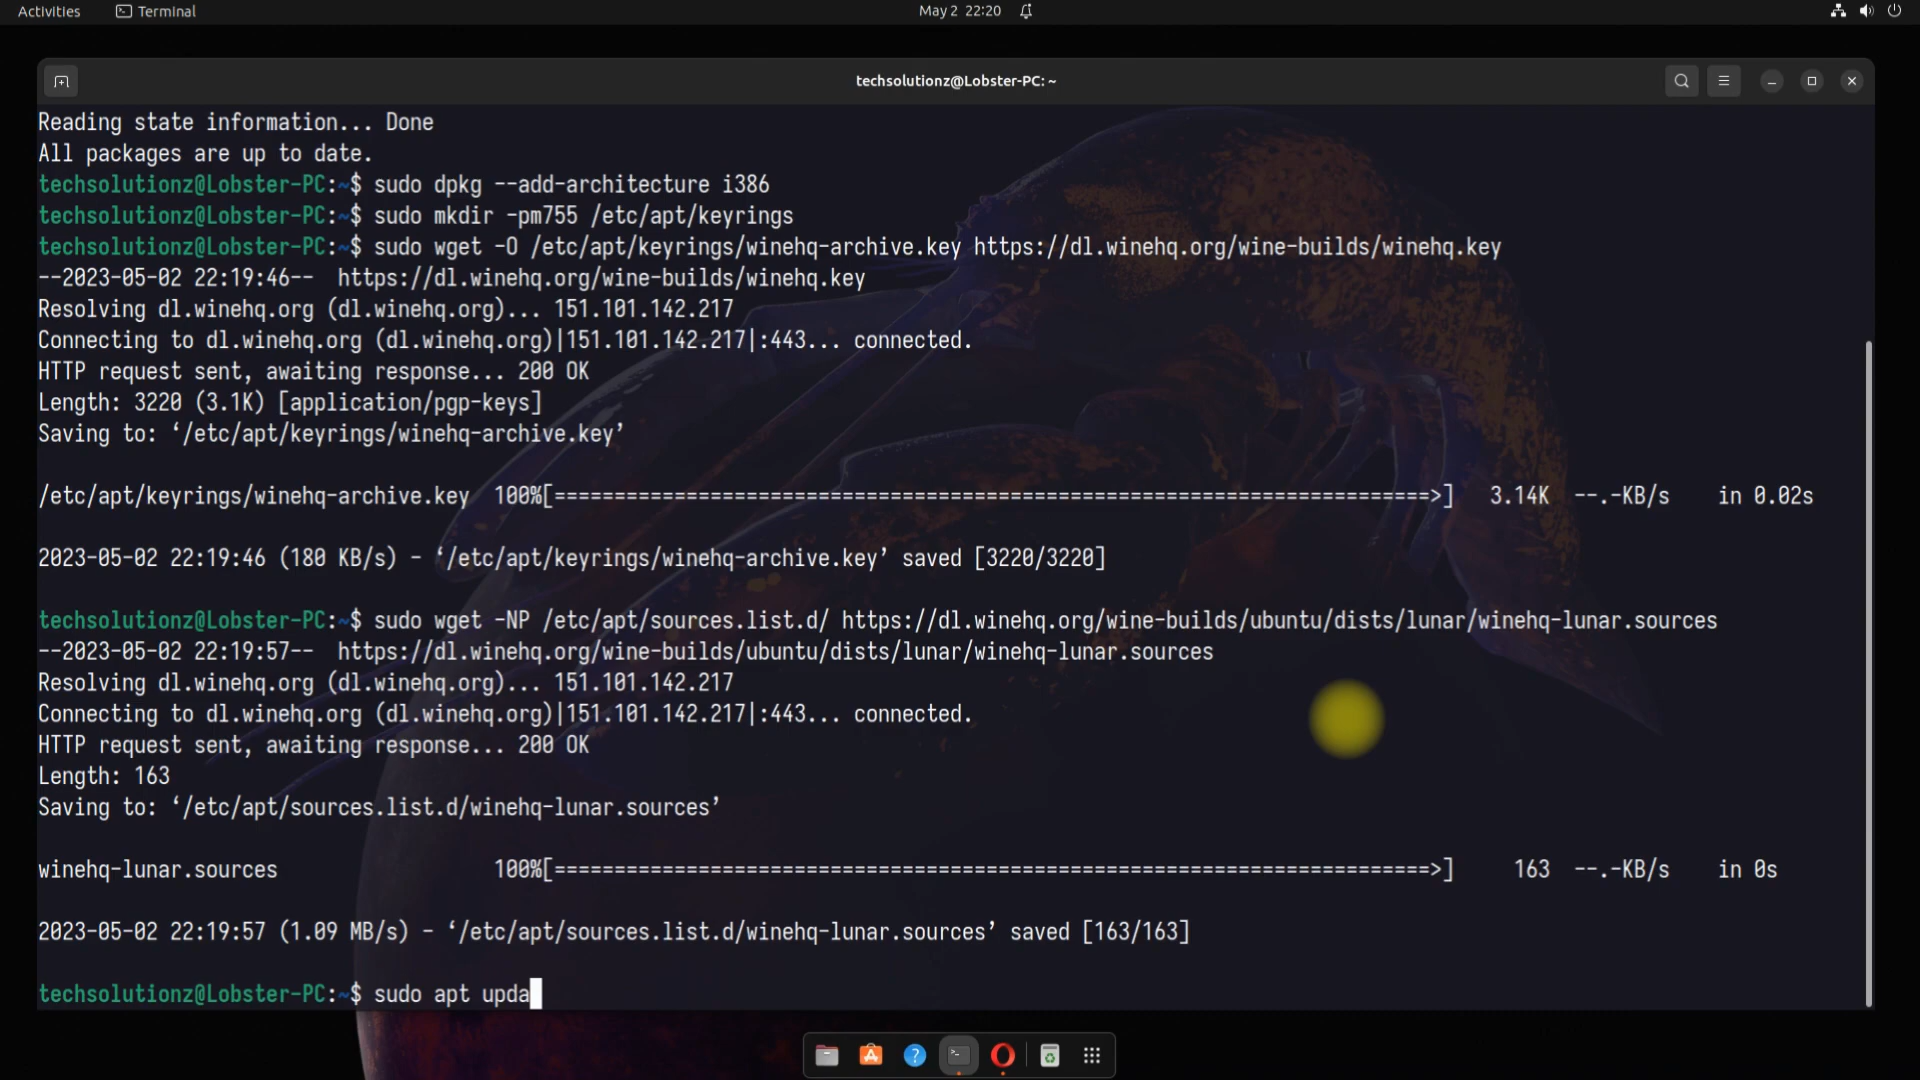 Activities
Terminal
May 2 22:20
techsolutionz@Lobster-PC: ~
Reading state information... Done
All packages are up to date.
techsolutionz@Lobster-PC:~$ sudo dpkg --add-architecture i386
techsolutionz@Lobster-PC:~$ sudo mkdir -pm755 /etc/apt/keyrings
techsolutionz@Lobster-PC:~$ sudo wget -O /etc/apt/keyrings/winehq-archive.key https://dl.winehq.org/wine-builds/winehq.key
--2023-05-02 22:19:46--  https://dl.winehq.org/wine-builds/winehq.key
Resolving dl.winehq.org (dl.winehq.org)... 151.101.142.217
Connecting to dl.winehq.org (dl.winehq.org)|151.101.142.217|:443... connected.
HTTP request sent, awaiting response... 200 OK
Length: 3220 (3.1K) [application/pgp-keys]
Saving to: ‘/etc/apt/keyrings/winehq-archive.key’
/etc/apt/keyrings/winehq-archive.key  100%[=========================================================================>]   3.14K  --.-KB/s    in 0.02s
2023-05-02 22:19:46 (180 KB/s) - ‘/etc/apt/keyrings/winehq-archive.key’ saved [3220/3220]
techsolutionz@Lobster-PC:~$ sudo wget -NP /etc/apt/sources.list.d/ https://dl.winehq.org/wine-builds/ubuntu/dists/lunar/winehq-lunar.sources
--2023-05-02 22:19:57--  https://dl.winehq.org/wine-builds/ubuntu/dists/lunar/winehq-lunar.sources
Resolving dl.winehq.org (dl.winehq.org)... 151.101.142.217
Connecting to dl.winehq.org (dl.winehq.org)|151.101.142.217|:443... connected.
HTTP request sent, awaiting response... 200 OK
Length: 163
Saving to: ‘/etc/apt/sources.list.d/winehq-lunar.sources’
winehq-lunar.sources                  100%[=========================================================================>]     163  --.-KB/s    in 0s
2023-05-02 22:19:57 (1.09 MB/s) - ‘/etc/apt/sources.list.d/winehq-lunar.sources’ saved [163/163]
techsolutionz@Lobster-PC:~$ sudo apt upda